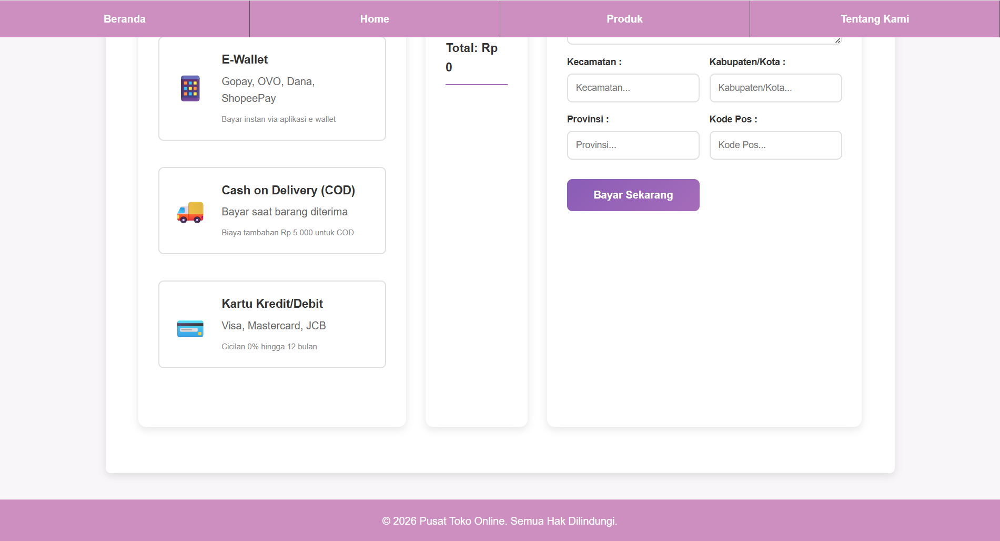 Beranda
Home
Produk
Tentang Kami
E-Wallet
Gopay, OVO, Dana,
ShopeePay
Bayar instan via aplikasi e-wallet
Cash on Delivery (COD)
Bayar saat barang diterima
Biaya tambahan Rp 5.000 untuk COD
Kartu Kredit/Debit
Visa, Mastercard, JCB
Cicilan 0% hingga 12 bulan
Total: Rp
0
Kecamatan :
Kabupaten/Kota :
Kecamatan...
Kabupaten/Kota...
Provinsi :
Kode Pos :
Provinsi...
Kode Pos...
Bayar Sekarang
© 2026 Pusat Toko Online. Semua Hak Dilindungi.